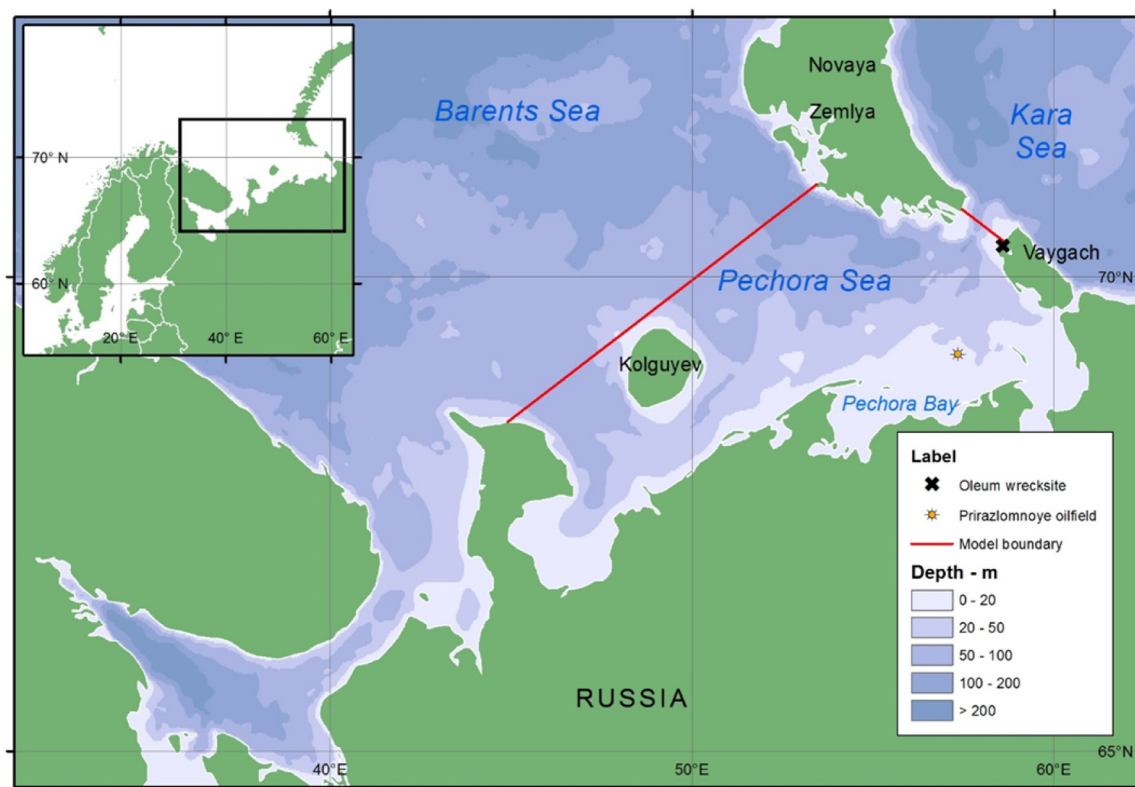 Novaya
Zemlya
Barents Sea
Kara
Sea
70° N
60° N
20° E
40° E
60° E
Vaygach
Pechora Sea
70°N
Kolguyev
Pechora Bay
Label
Oleum wrecksite
Prirazlomnoye oilfield
Model boundary
Depth - m
0 - 20
20 - 50
50 - 100
100 - 200
> 200
RUSSIA
65°N
40° E
50° E
60° E